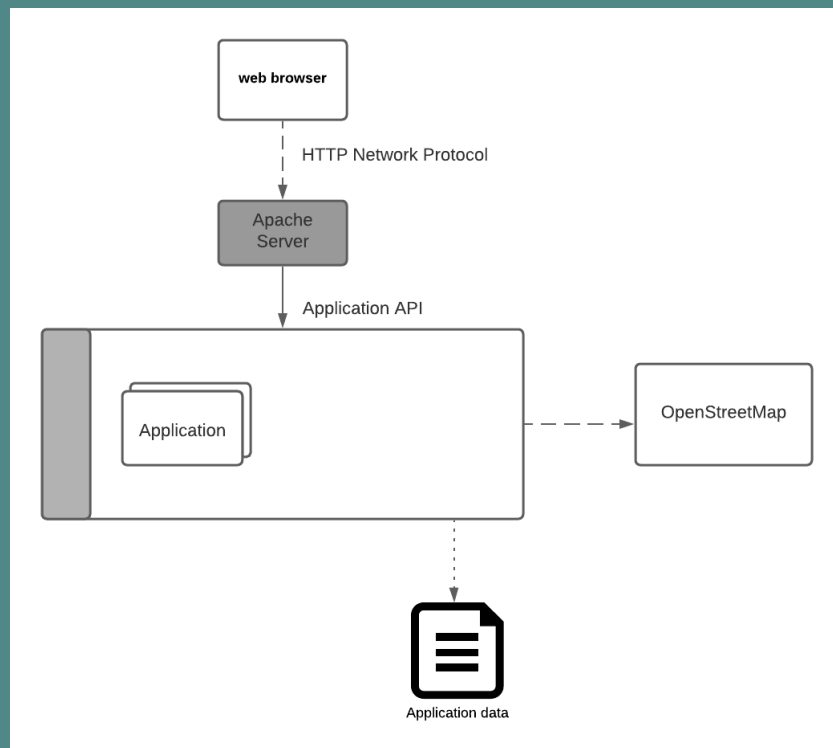 web browser
HTTP Network Protocol
Apache
Server
Application API
Application
OpenStreetMap
Application data